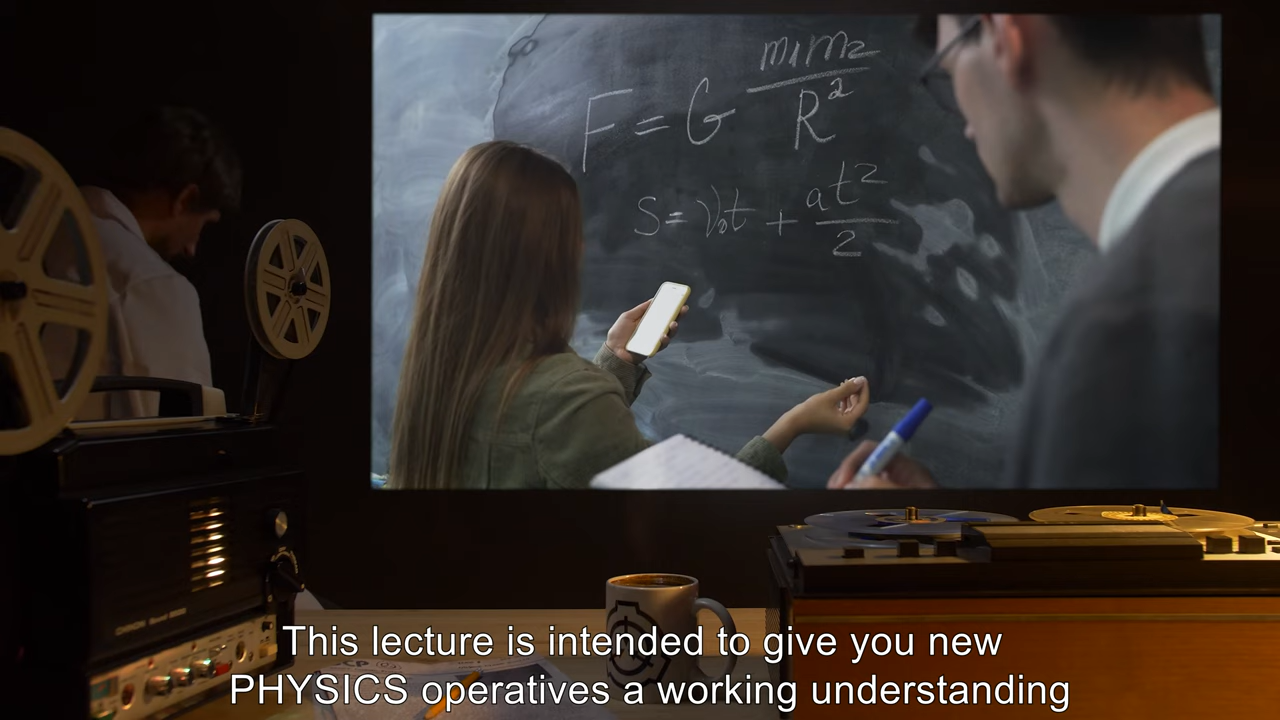 F = G m1m2 / R²
S = V₀t + at² / 2
This lecture is intended to give you new
PHYSICS operatives a working understanding